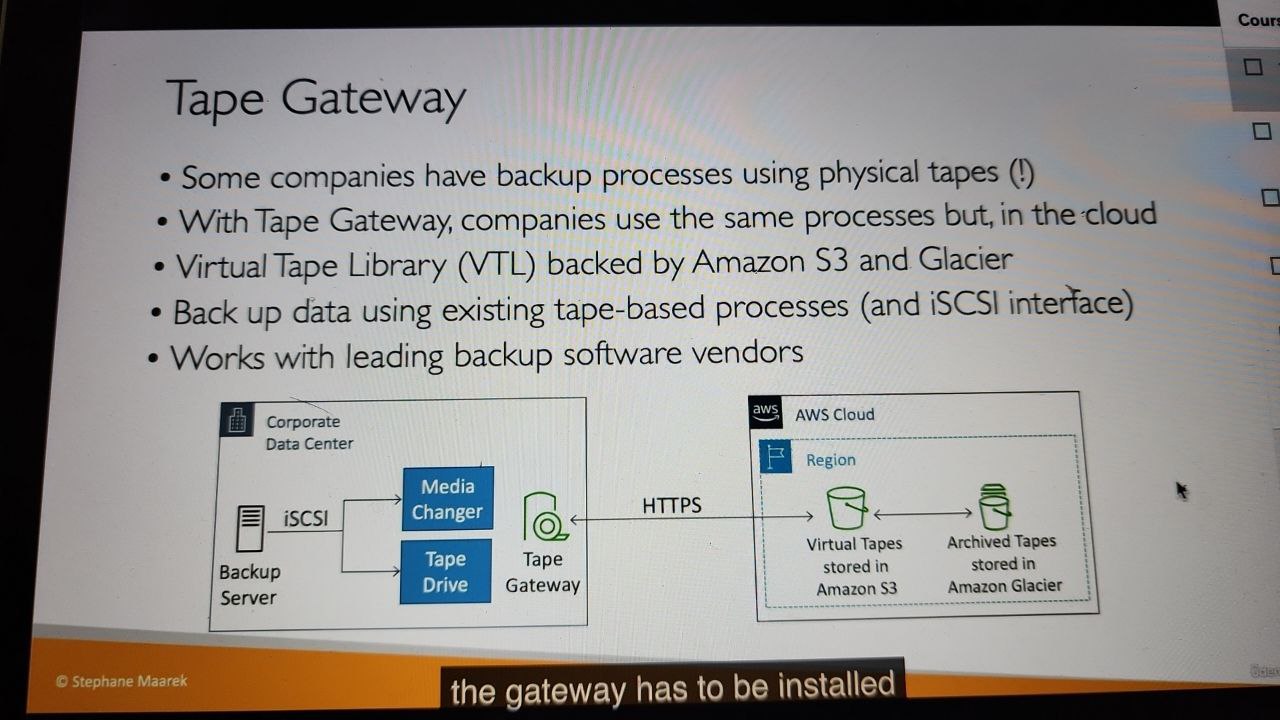 Cours
Tape Gateway
• Some companies have backup processes using physical tapes (!)
• With Tape Gateway, companies use the same processes but, in the cloud
• Virtual Tape Library (VTL) backed by Amazon S3 and Glacier
• Back up data using existing tape-based processes (and iSCSI interface)
• Works with leading backup software vendors
Corporate
Data Center
iSCSI
Backup
Server
Media
Changer
Tape
Drive
Tape
Gateway
HTTPS
aws
AWS Cloud
Region
Virtual Tapes
stored in
Amazon S3
Archived Tapes
stored in
Amazon Glacier
© Stephane Maarek
the gateway has to be installed